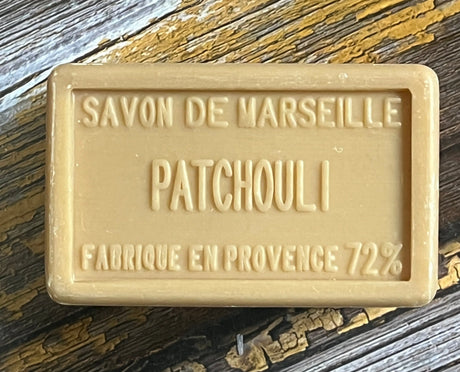 SAVON DE MARSEILLE
PATCHOULI
FABRIQUE EN PROVENCE 72%